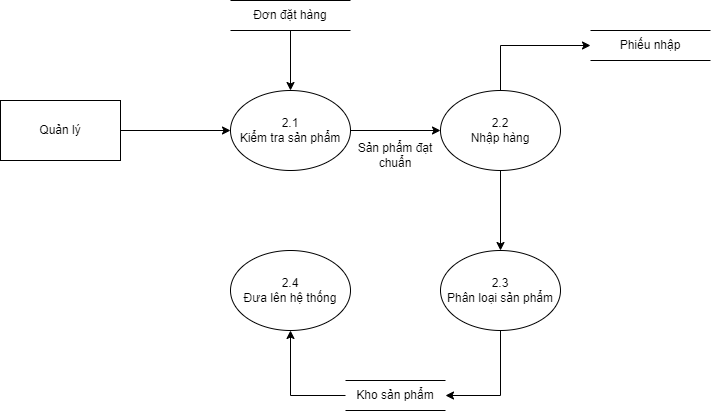 Đơn đặt hàng
Phiếu nhập
Quản lý
2.1
Kiểm tra sản phẩm
Sản phẩm đạt
chuẩn
2.2
Nhập hàng
2.4
Đưa lên hệ thống
2.3
Phân loại sản phẩm
Kho sản phẩm